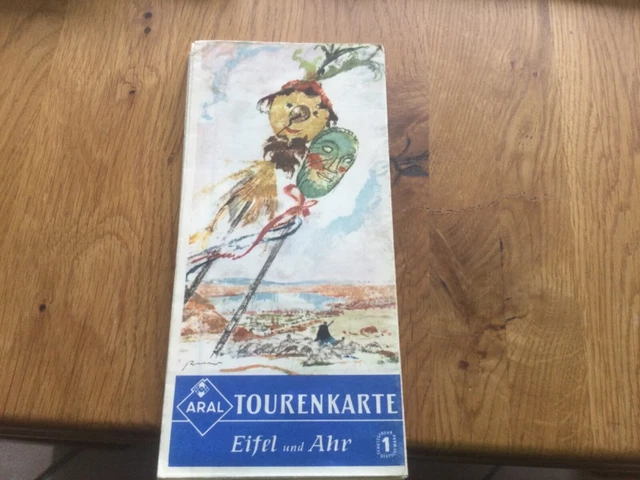 ARAL TOURENKARTE
Eifel und Ahr
1